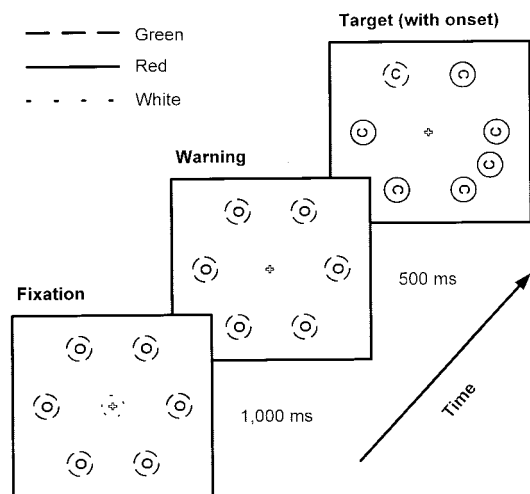 Target (with onset)
Green
Red
White
Warning
500 ms
Fixation
1,000 ms
Time